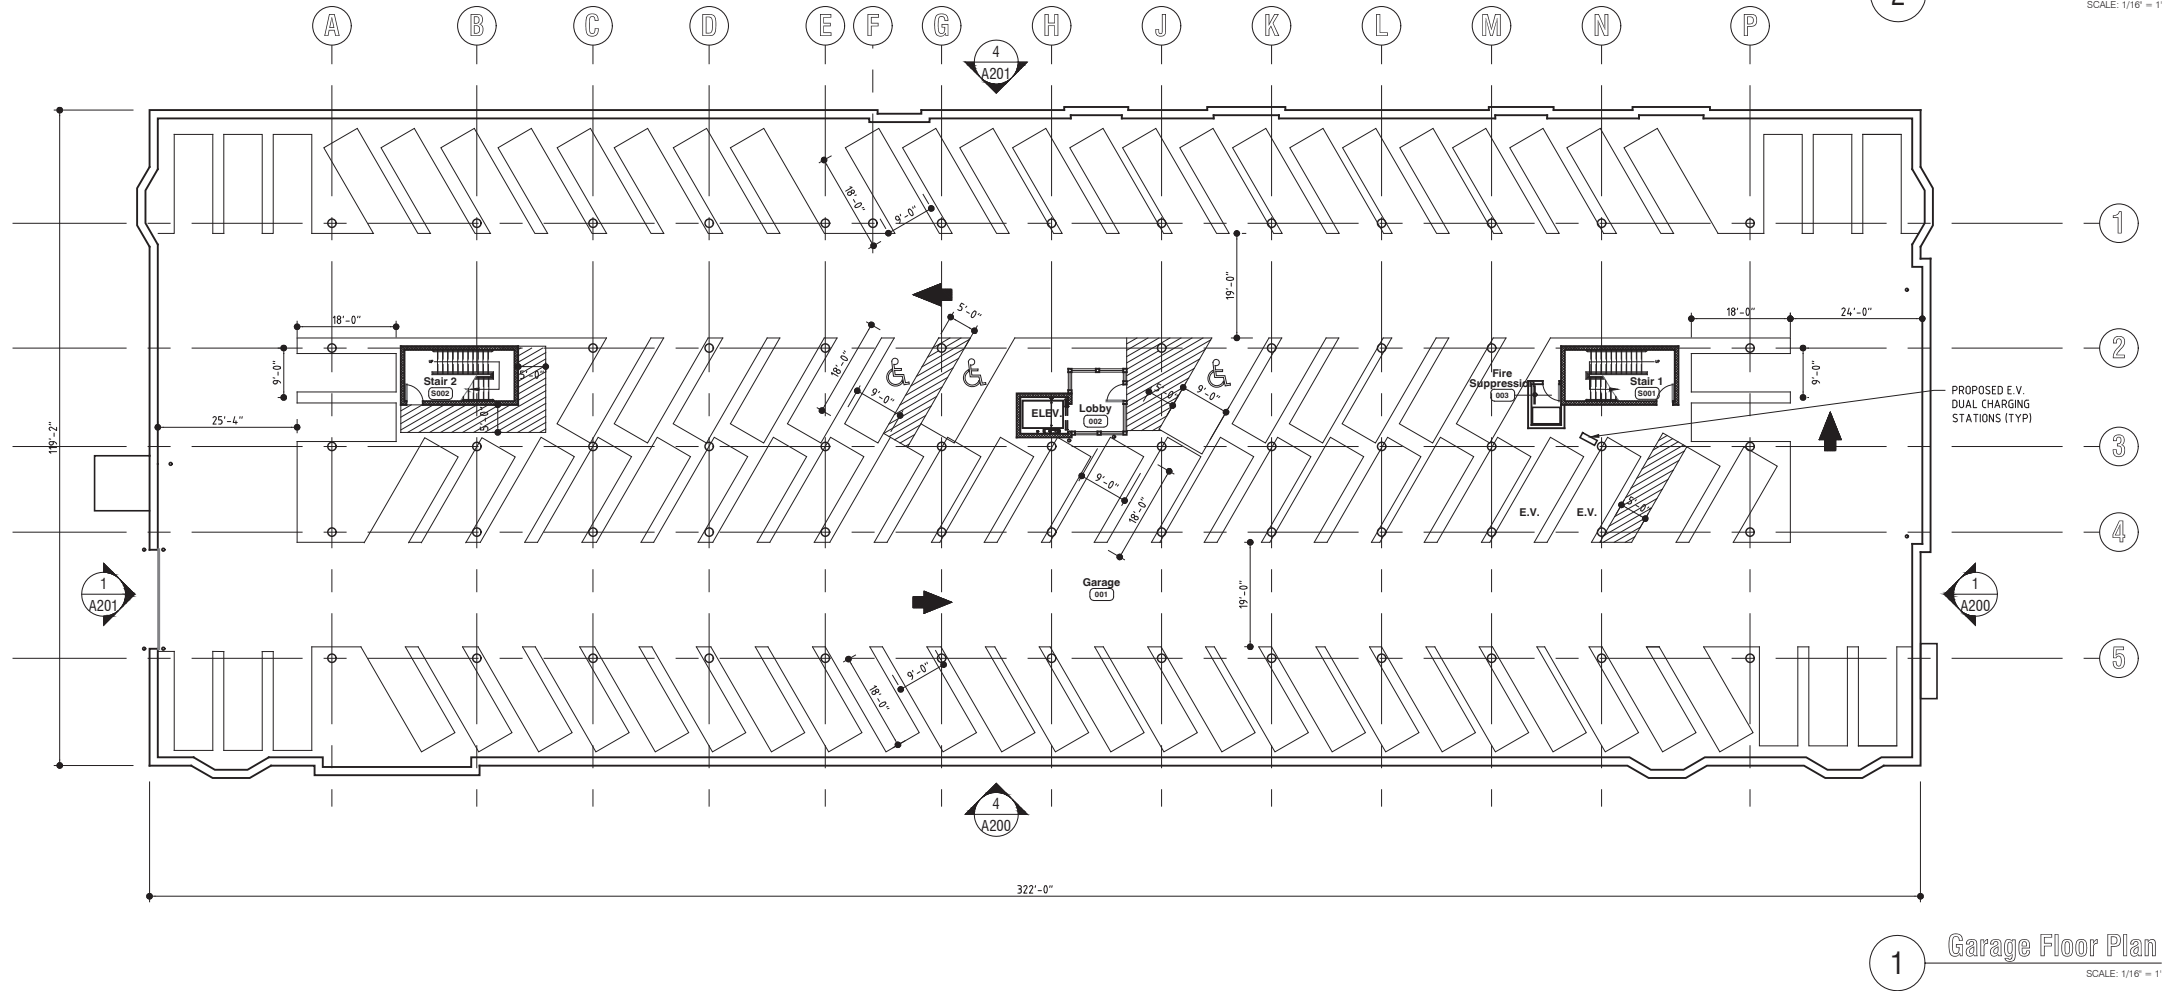 2
SCALE: 1/16" = 1'
A B C D E F G H J K L M N P
4
A201
18'-0"
9'-0"
1
19'-0"
5'-0"
18'-0"
18'-0"
24'-0"
2
9'-0"
Stair 2
S002
5'-0"
5'-0"
18'-0"
9'-0"
ELEV.
Lobby
002
5'-0"
9'-0"
Fire
Suppression
003
Stair 1
S001
9'-0"
PROPOSED E.V.
DUAL CHARGING
STATIONS (TYP)
25'-4"
119'-2"
3
9'-0"
18'-0"
E.V.
E.V.
5'-0"
4
1
A201
Garage
001
19'-0"
1
A200
5
9'-0"
18'-0"
4
A200
322'-0"
1
Garage Floor Plan
SCALE: 1/16" = 1'